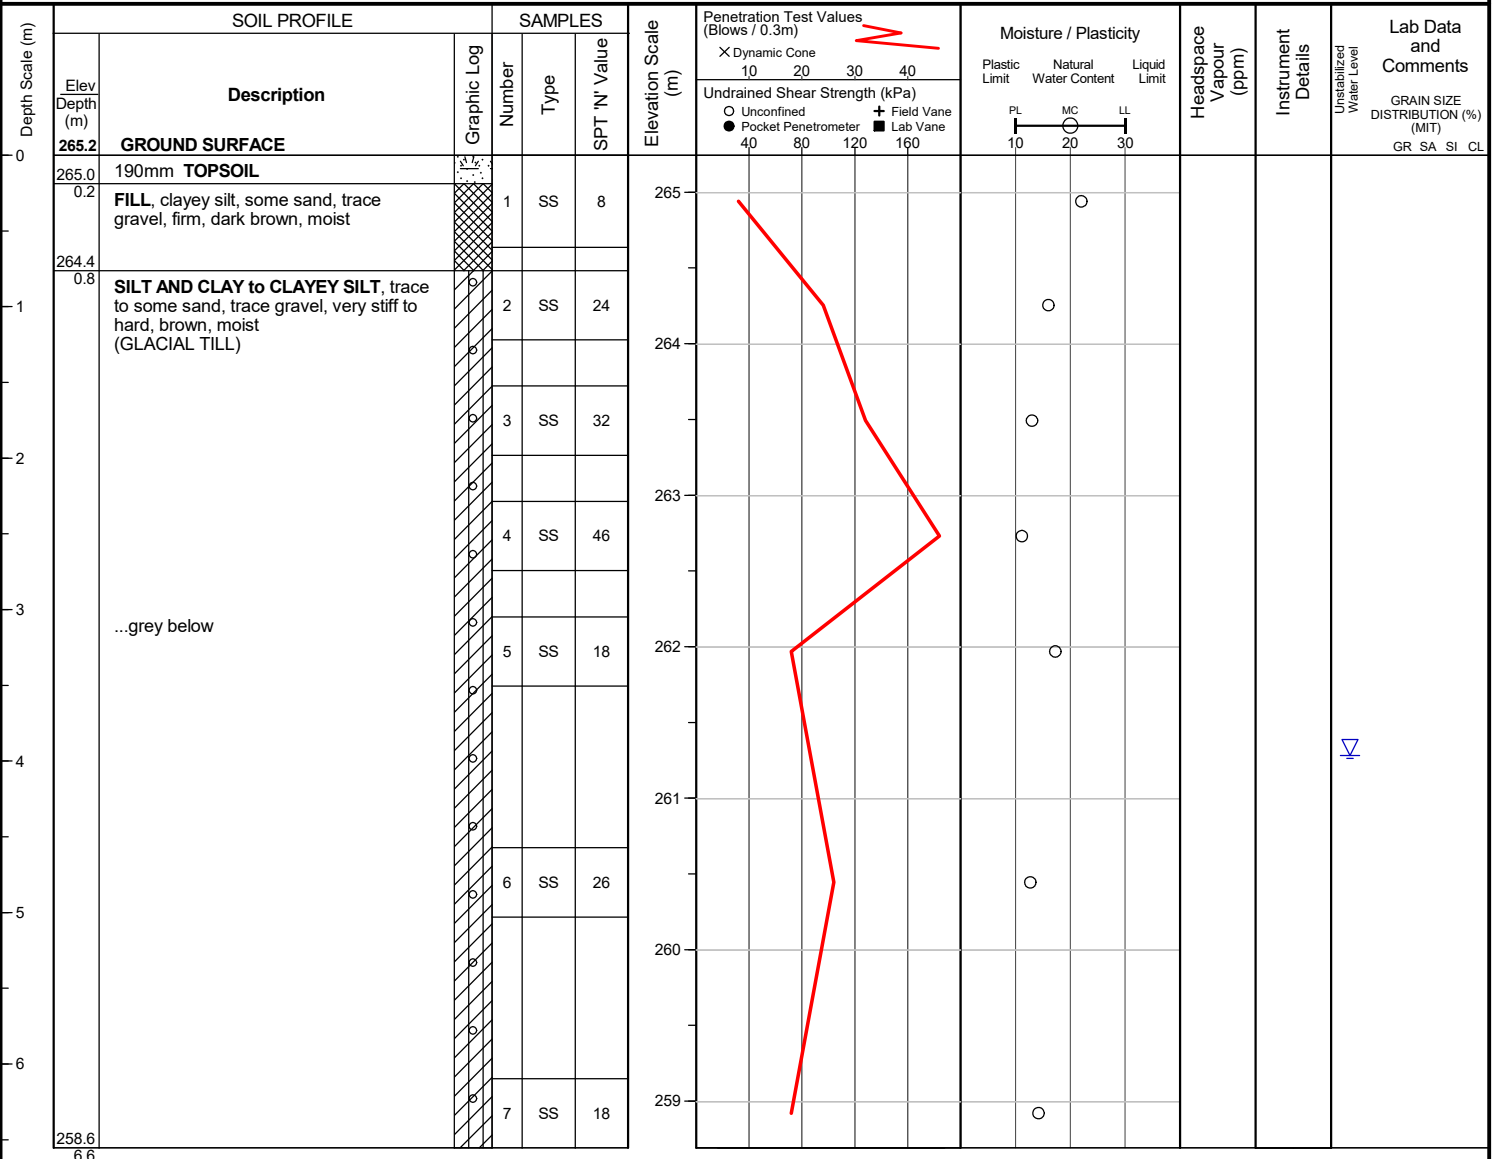 SOIL PROFILE
SAMPLES
Depth Scale (m)
Elev
Depth
(m)
Description
Graphic Log
Number
Type
SPT 'N' Value
Elevation Scale
(m)
Penetration Test Values
(Blows / 0.3m)
× Dynamic Cone
10 20 30 40
Undrained Shear Strength (kPa)
Unconfined
Field Vane
Pocket Penetrometer
Lab Vane
40 80 120 160
Moisture / Plasticity
Plastic
Limit
Natural
Water Content
Liquid
Limit
PL MC LL
10 20 30
Headspace
Vapour
(ppm)
Instrument
Details
Unstabilized
Water Level
Lab Data
and
Comments
GRAIN SIZE
DISTRIBUTION (%)
(MIT)
GR SA SI CL
265.2 GROUND SURFACE
0
265.0 190mm TOPSOIL
0.2
FILL, clayey silt, some sand, trace
gravel, firm, dark brown, moist
1 SS 8
265
264.4
0.8
SILT AND CLAY to CLAYEY SILT, trace
to some sand, trace gravel, very stiff to
hard, brown, moist
(GLACIAL TILL)
1
2 SS 24
264
3 SS 32
2
263
4 SS 46
3
...grey below
262
5 SS 18
4
261
6 SS 26
5
260
6
259
7 SS 18
258.6
6.6